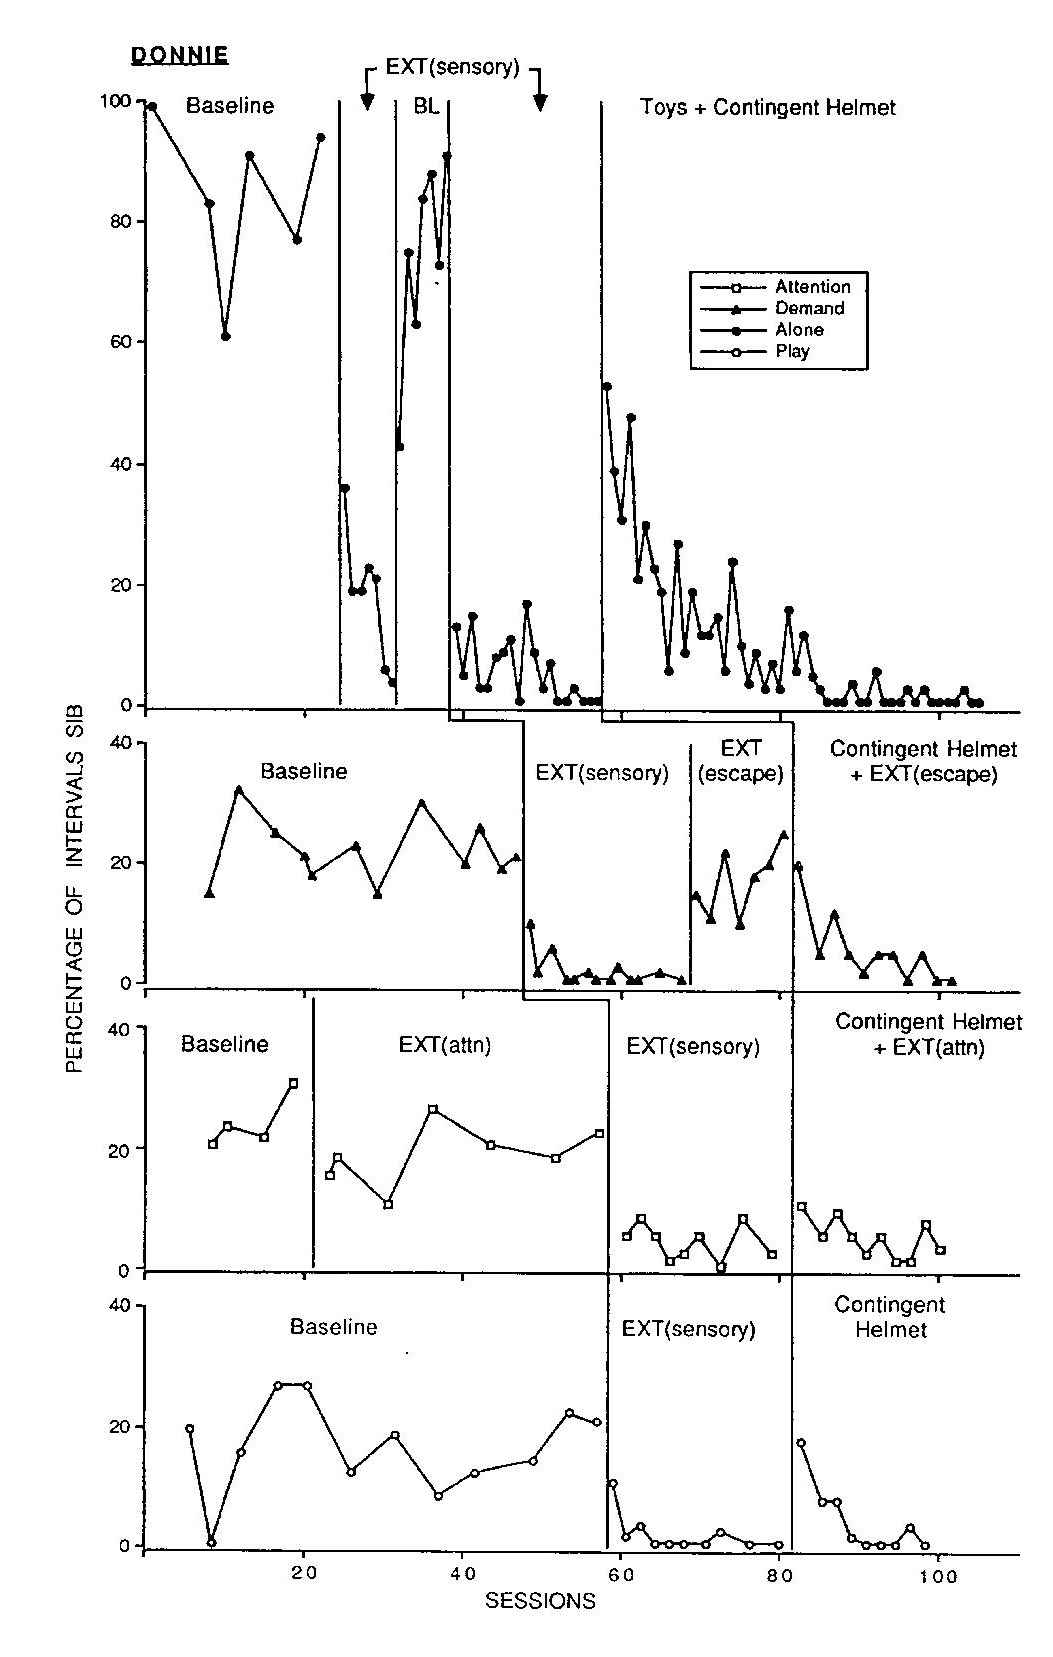 DONNIE
EXT(sensory)
100
Baseline
BL
Toys + Contingent Helmet
80
Attention
Demand
Alone
Play
60
40
20
0
PERCENTAGE OF INTERVALS SIB
40
Baseline
EXT(sensory)
EXT
(escape)
Contingent Helmet
+ EXT(escape)
20
0
40
Baseline
EXT(attn)
EXT(sensory)
Contingent Helmet
+ EXT(attn)
20
0
40
Baseline
EXT(sensory)
Contingent
Helmet
20
0
20 40 60 80 100
SESSIONS